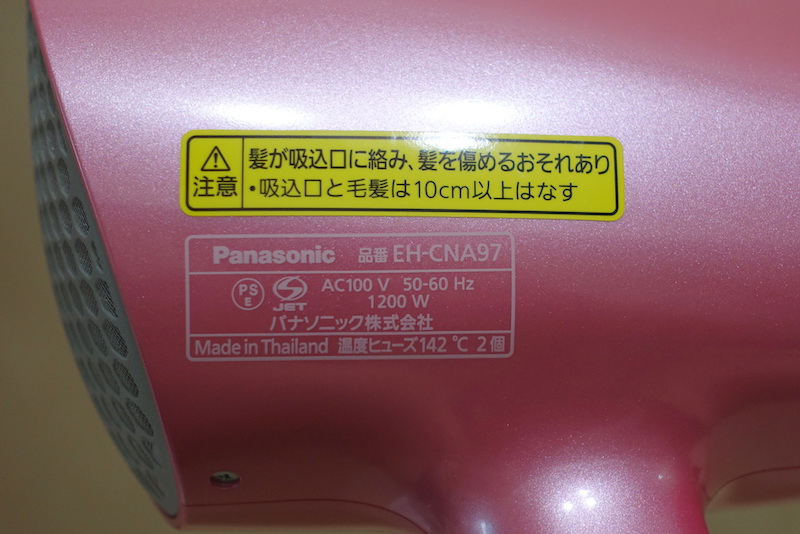 注意
髪が吸込口に絡み、髪を傷めるおそれあり
・吸込口と毛髪は10cm以上はなす
Panasonic 品番 EH-CNA97
PS E JET AC100 V 50-60 Hz
1200 W
パナソニック株式会社
Made in Thailand 温度ヒューズ142 ℃ 2個